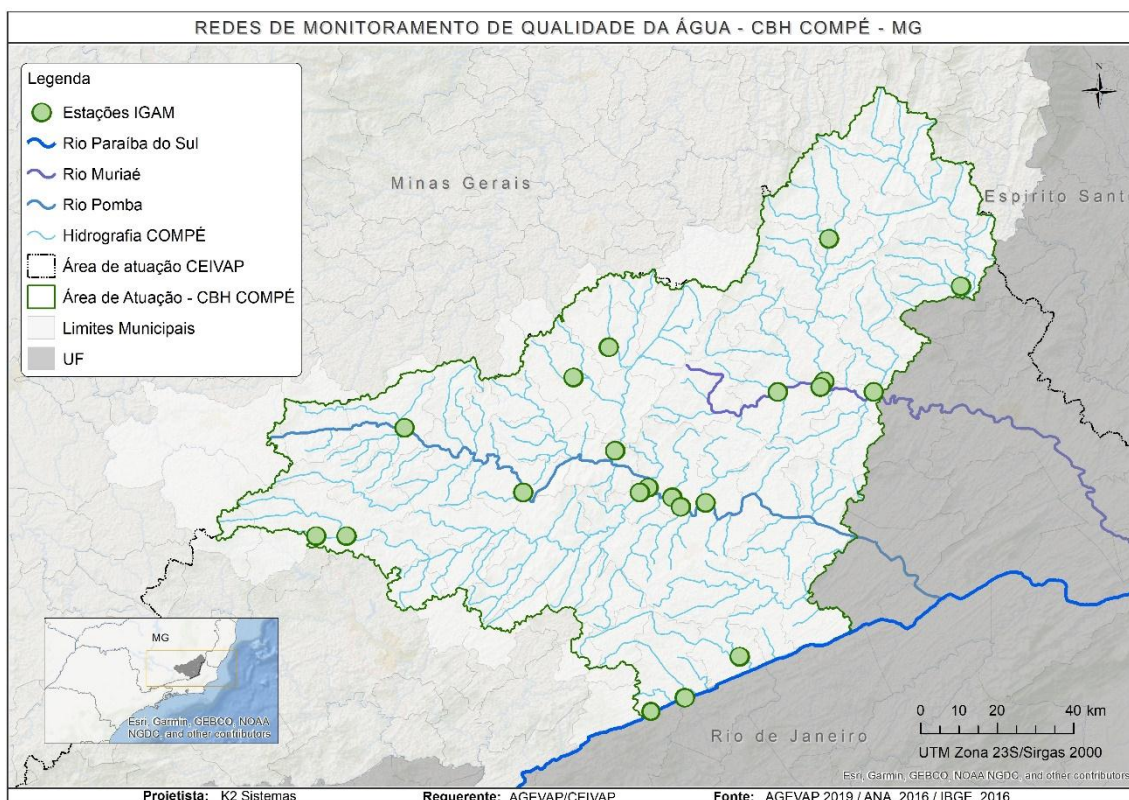 REDES DE MONITORAMENTO DE QUALIDADE DA ÁGUA - CBH COMPÉ - MG
Legenda
Estações IGAM
Rio Paraíba do Sul
Rio Muriaé
Rio Pomba
Hidrografia COMPÉ
Área de atuação CEIVAP
Área de Atuação - CBH COMPÉ
Limites Municipais
UF
N
Minas Gerais
Espirito Santo
MG
Esri, Garmin, GEBCO, NOAA
NGDC, and other contributors
Rio de Janeiro
0 10 20 40 km
UTM Zona 23S/Sirgas 2000
Esri, Garmin, GEBCO, NOAA NGDC, and other contributors
Projetista: K2 Sistemas Requerente: AGEVAP/CEIVAP Fonte: AGEVAP 2019 / ANA, 2016 / IBGE, 2016